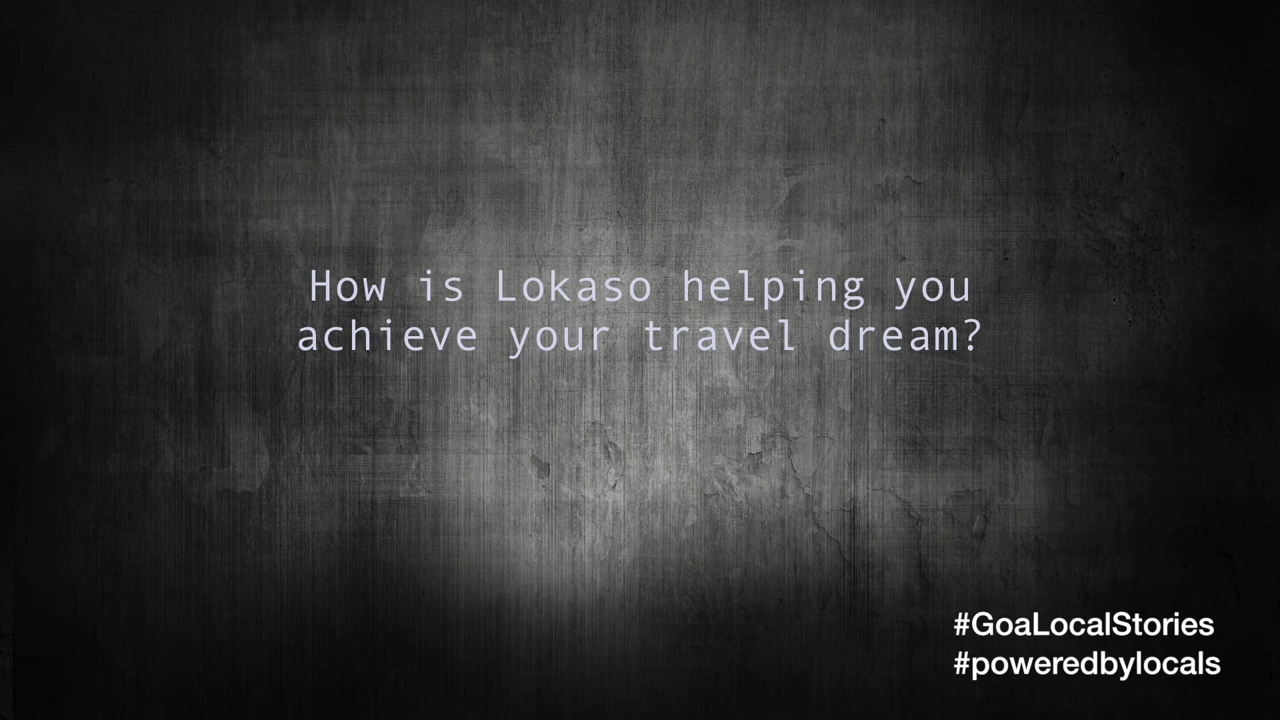 How is Lokaso helping you
achieve your travel dream?
#GoaLocalStories
#poweredbylocals